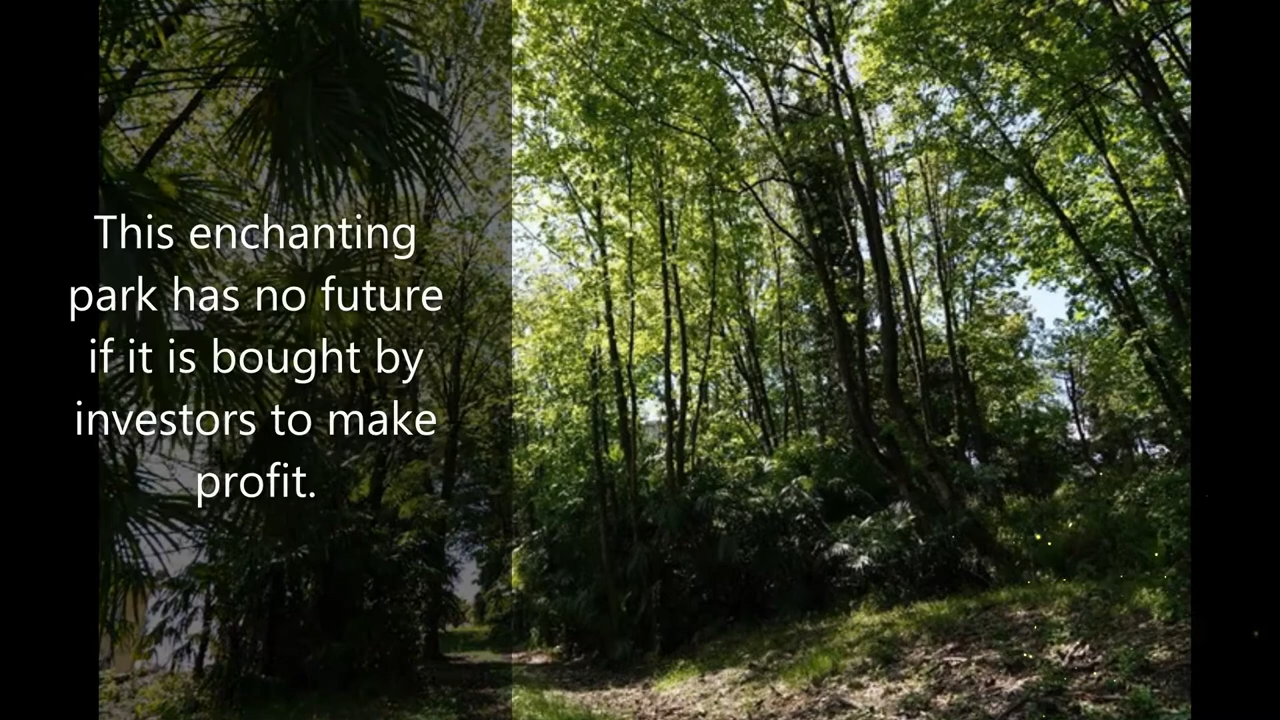 This enchanting
park has no future
if it is bought by
investors to make
profit.